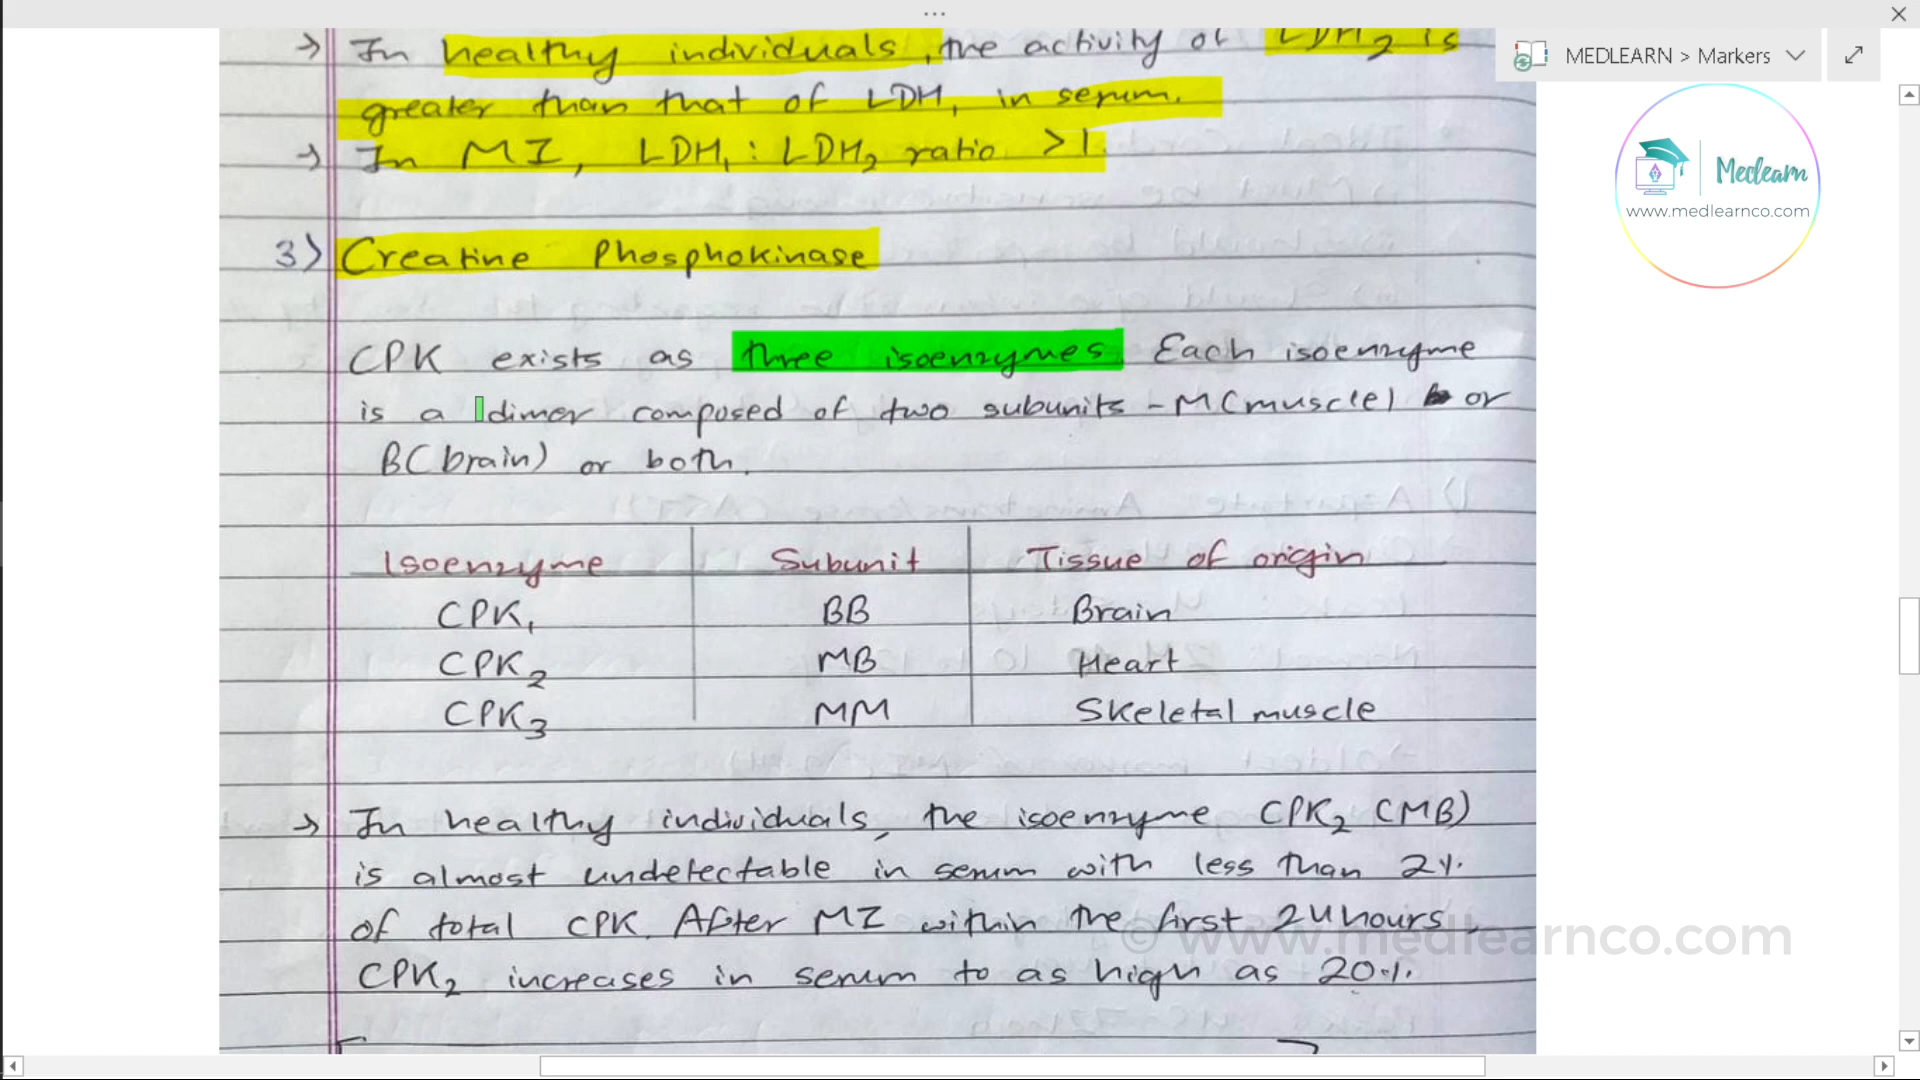 ...
MEDLEARN > Markers
→ In healthy individuals, the activity of LDH₂ is
greater than that of LDH, in serum.
→ In MI, LDH₁ : LDH₂ ratio >1.
Medlearn
www.medlearnco.com
3) Creatine Phosphokinase
CPK exists as three isoenzymes. Each isoenzyme
is a dimer composed of two subunits - M(muscle) or
B(brain) or both.
Isoenzyme Subunit Tissue of origin
CPK₁ BB Brain
CPK₂ MB Heart
CPK₃ MM Skeletal muscle
→ In healthy individuals, the isoenzyme CPK₂ (MB)
is almost undetectable in serum with less than 2%
of total CPK. After MI within the first 24 hours,
CPK₂ increases in serum to as high as 20%.
© www.medlearnco.com